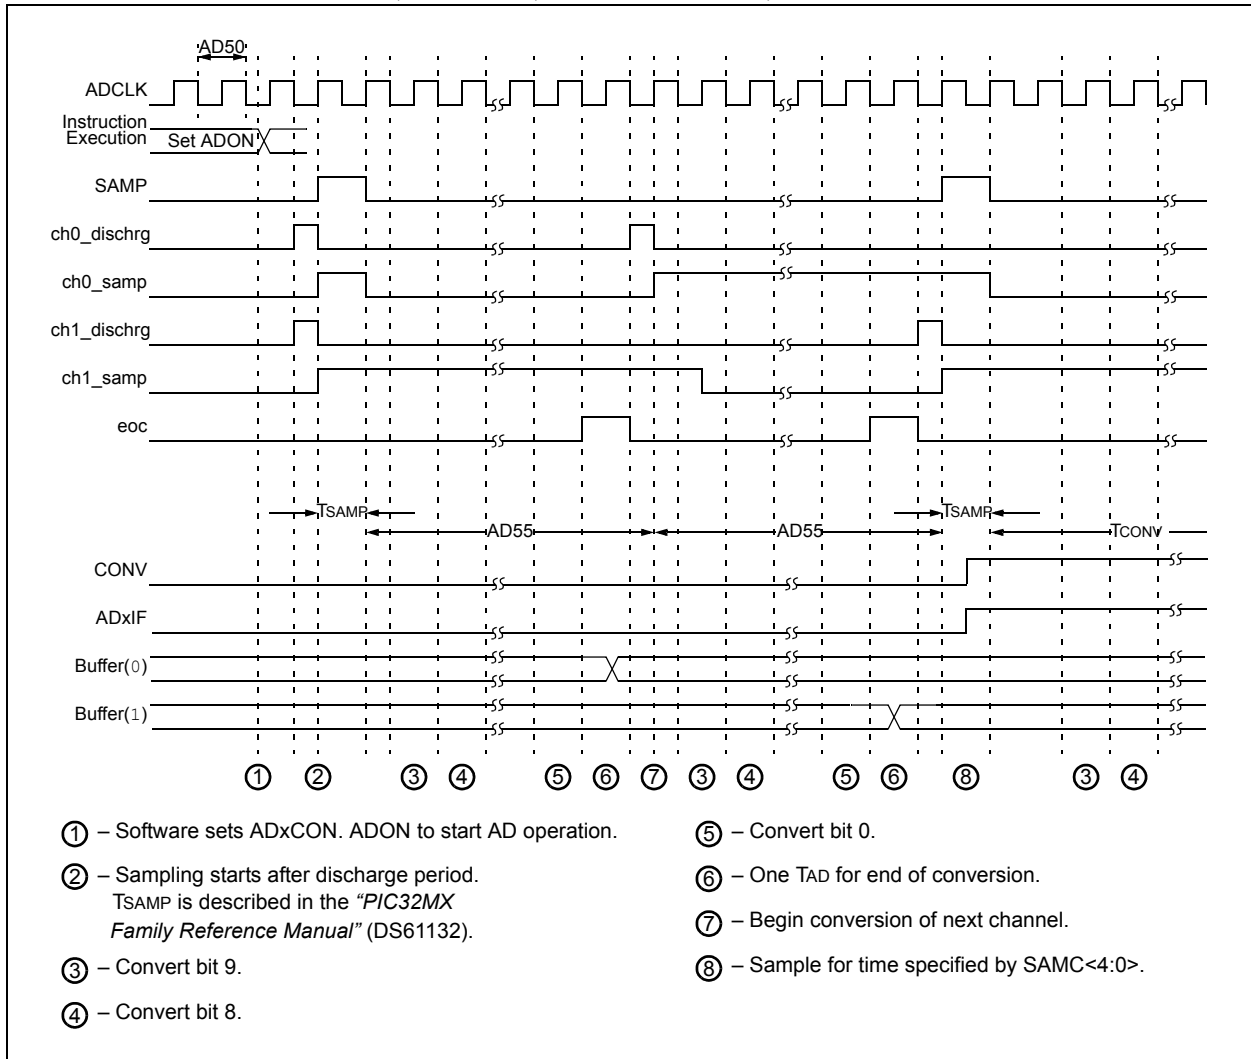 AD50
ADCLK
Instruction
Execution
Set ADON
SAMP
ch0_dischrg
ch0_samp
ch1_dischrg
ch1_samp
eoc
TSAMP
TSAMP
AD55
AD55
TCONV
CONV
ADxIF
Buffer(0)
Buffer(1)
1 2 3 4 5 6 7 3 4 5 6 8 3 4
1 – Software sets ADxCON. ADON to start AD operation.
2 – Sampling starts after discharge period.
TSAMP is described in the "PIC32MX
Family Reference Manual" (DS61132).
3 – Convert bit 9.
4 – Convert bit 8.
5 – Convert bit 0.
6 – One TAD for end of conversion.
7 – Begin conversion of next channel.
8 – Sample for time specified by SAMC<4:0>.